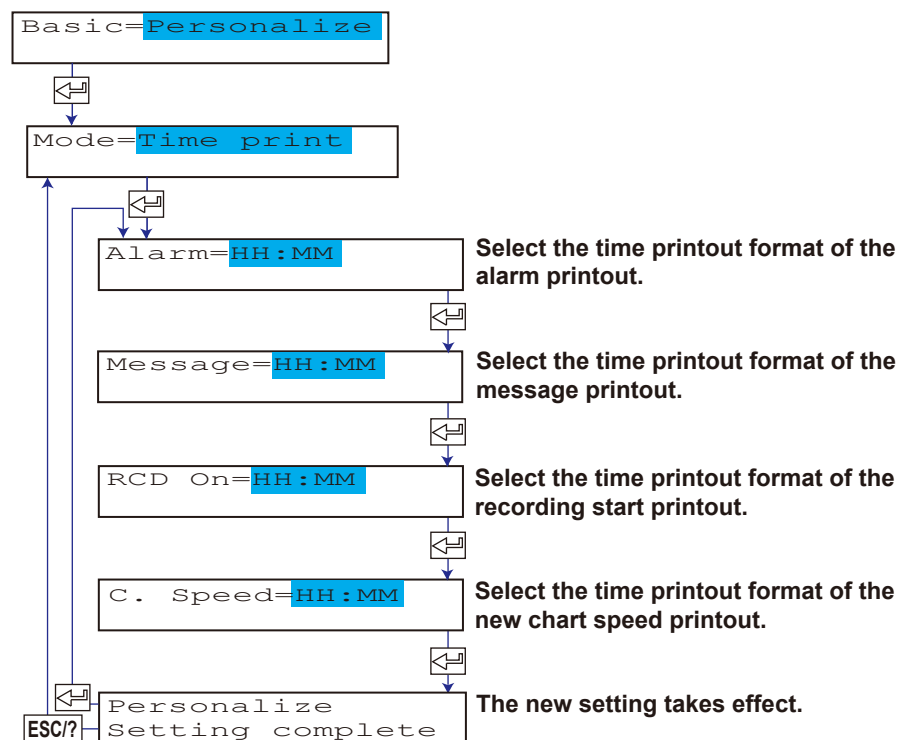 Basic=Personalize
Mode=Time print
Alarm=HH:MM
Select the time printout format of the
alarm printout.
Message=HH:MM
Select the time printout format of the
message printout.
RCD On=HH:MM
Select the time printout format of the
recording start printout.
C. Speed=HH:MM
Select the time printout format of the
new chart speed printout.
Personalize
Setting complete
The new setting takes effect.
ESC/?